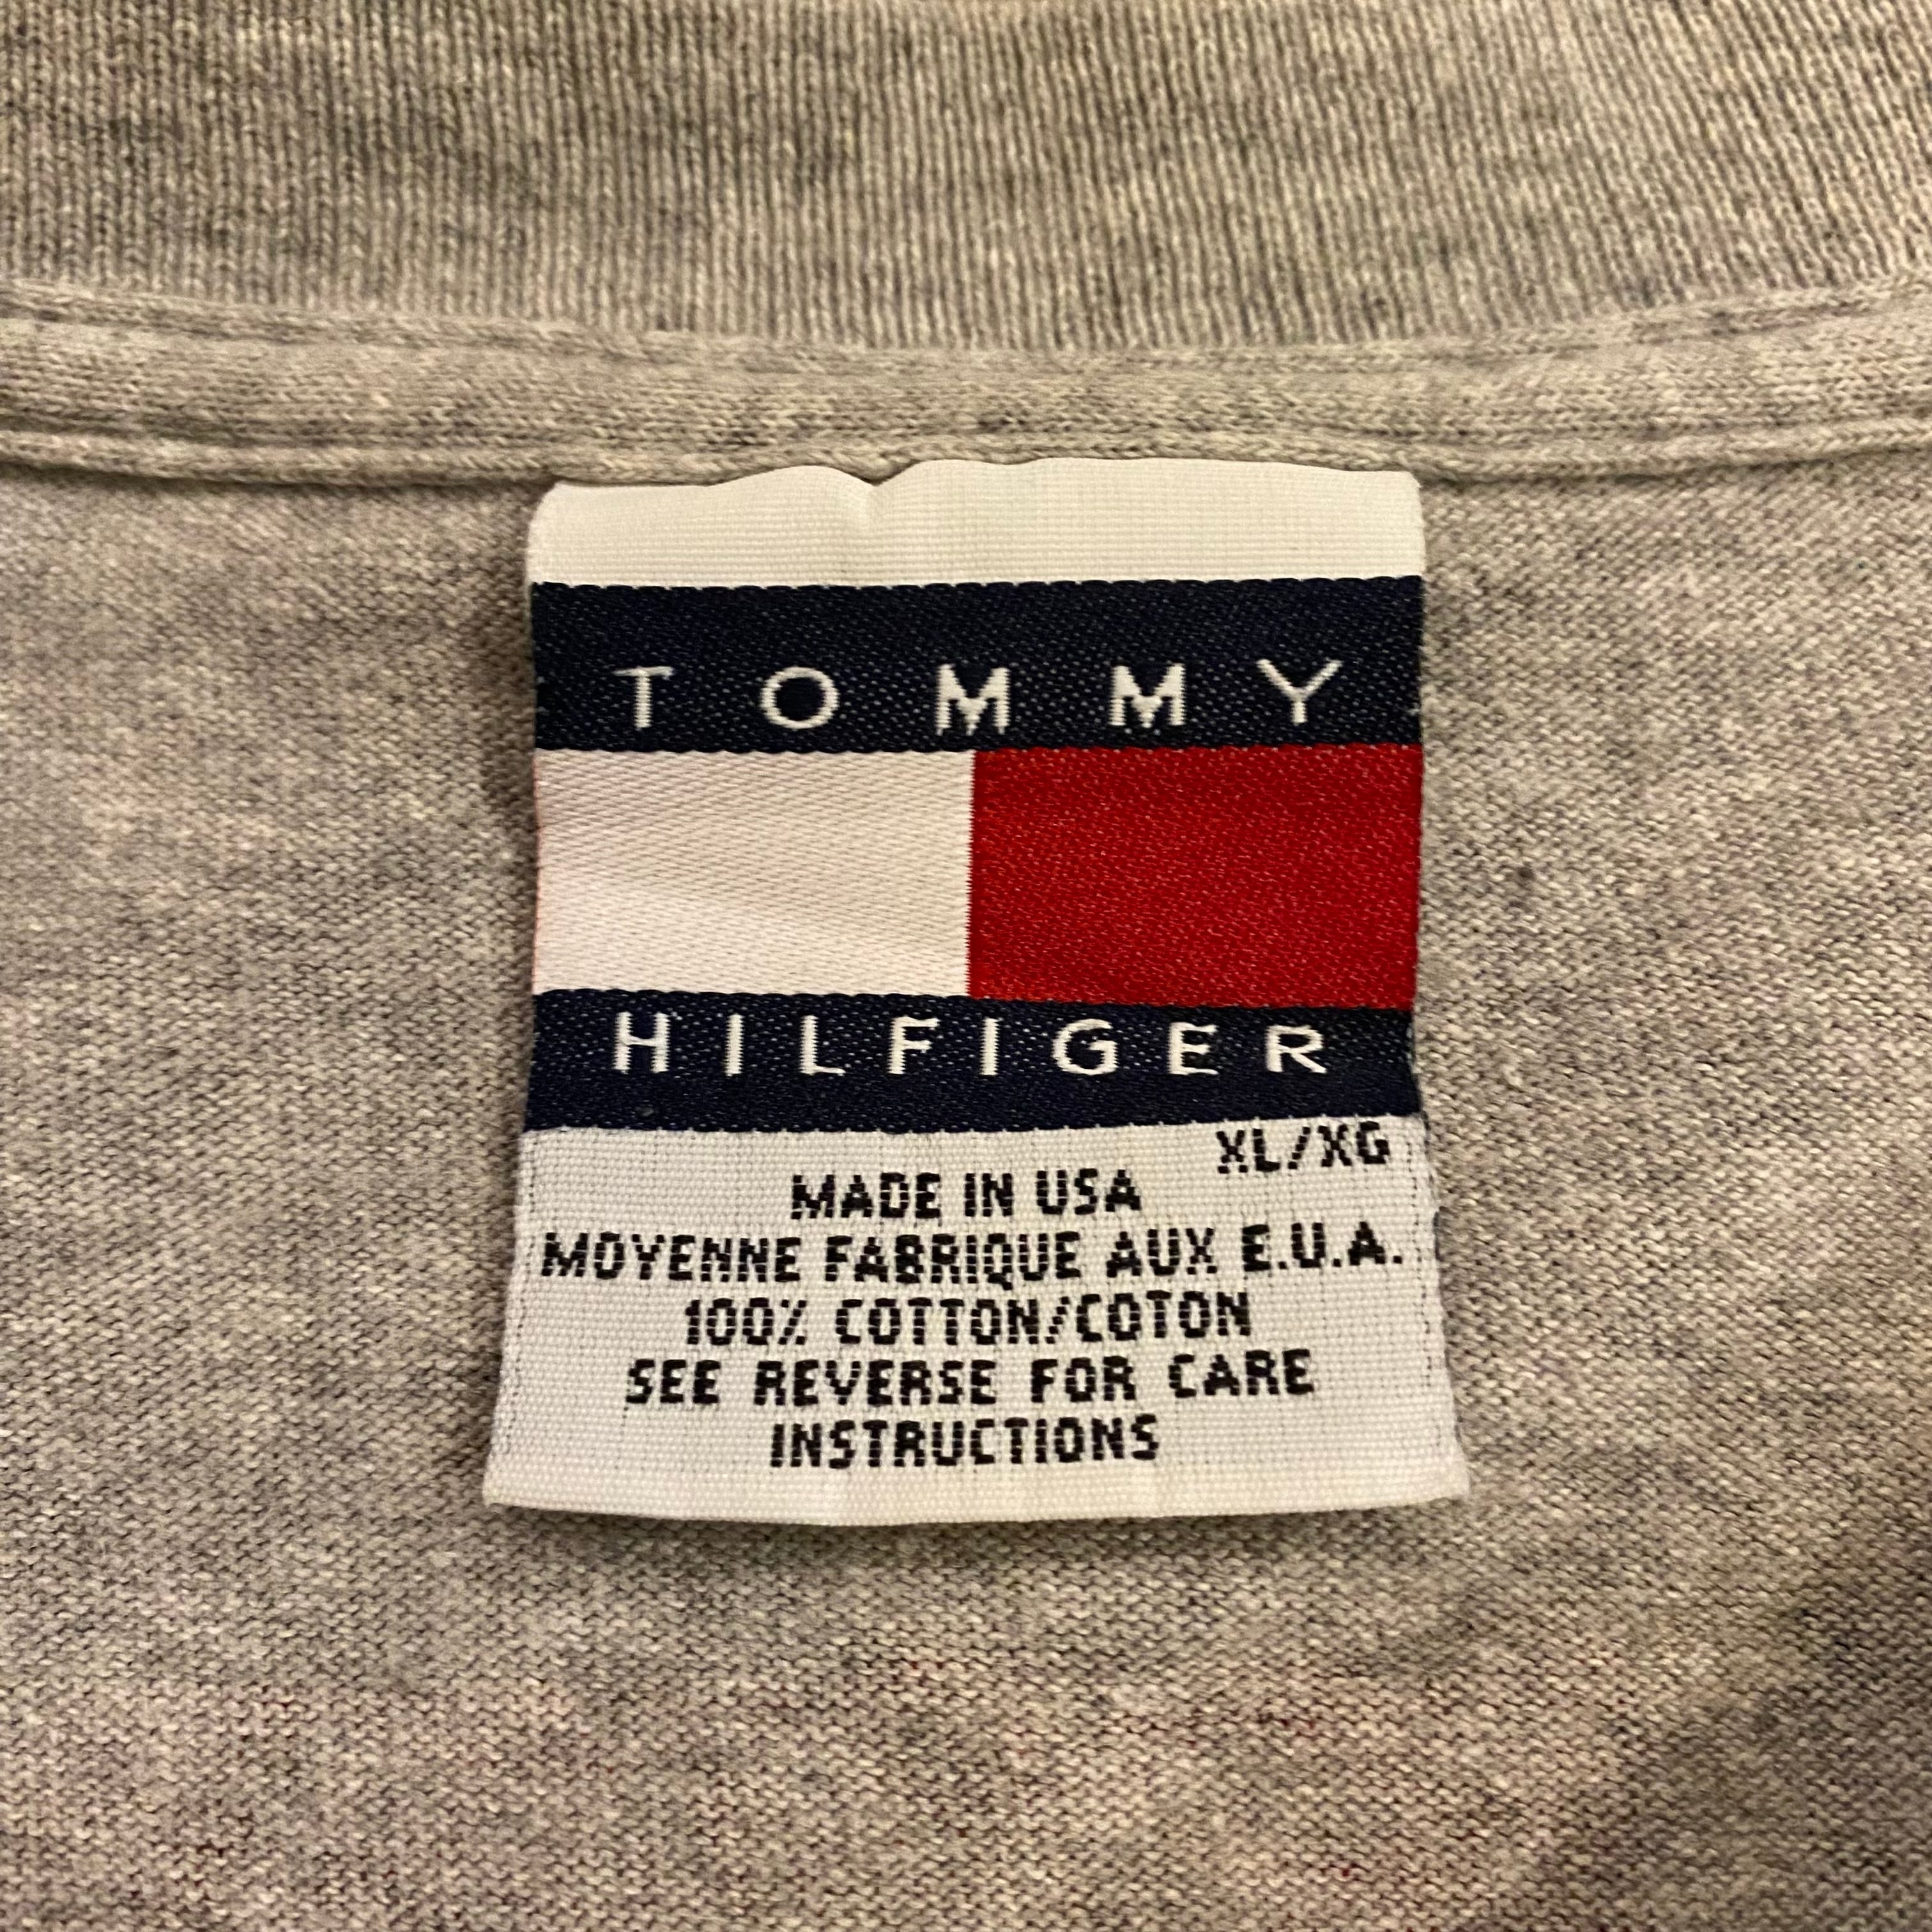 TOMMY
HILFIGER
XL/XG
MADE IN USA
MOYENNE FABRIQUE AUX E.U.A.
100% COTTON/COTON
SEE REVERSE FOR CARE
INSTRUCTIONS